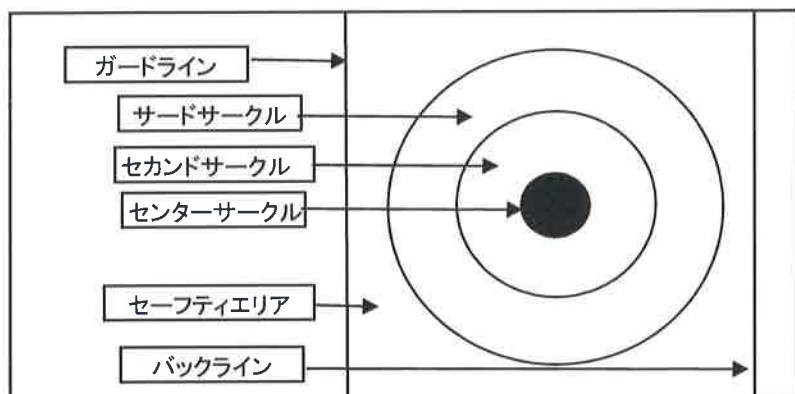 ガードライン
サードサークル
セカンドサークル
センターサークル
セーフティエリア
バックライン